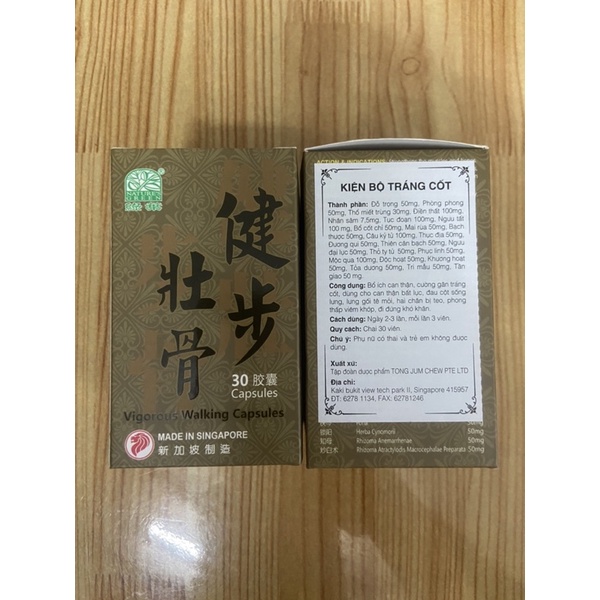 NATURE'S
GREEN
健步
壮骨
30 胶囊
Capsules
Vigorous Walking Capsules
MADE IN SINGAPORE
新加坡制造
ACTION & INDICATIONS
KIỆN BỘ TRÁNG CỐT
Thành phần: Đỗ trọng 50mg, Phòng phong
50mg, Thổ miết trùng 30mg, Điền thất 100mg,
Nhân sâm 7,5mg, Tục đoạn 100mg, Ngưu tất
100 mg, Bổ cốt chỉ 50mg, Mai rùa 50mg, Bạch
thược 50mg, Cẩu kỷ tử 100mg, Thục địa 50mg,
Đương qui 50mg, Thiên cân bạch 50mg, Ngưu
đại lực 50mg, Thỏ ty tử 50mg, Phục linh 50mg,
Mộc qua 100mg, Độc hoạt 50mg, Khương hoạt
50mg, Tỏa dương 50mg, Tri mẫu 50mg, Tần
giao 50 mg.
Công dụng: Bổ ích can thận, cường gân tráng
cốt, dùng cho can thận bất lục, đau cốt sống
lưng, lưng gối tê mỏi, hai chân bị teo, phong
thấp viêm khớp, đi đứng khó khăn.
Cách dùng: Ngày 2-3 lần, mỗi lần 3 viên.
Quy cách: Chai 30 viên.
Chú ý: Phụ nữ có thai và trẻ em không được
dùng.
Xuất xứ:
Tập đoàn dược phẩm TONG JUM CHEW PTE LTD
Địa chỉ:
Kaki bukit view tech park II, Singapore 415957
ĐT: 6278 1134, FAX: 62781246
Herba Cynomorii 50mg
知母 Rhizoma Anemarrhenae 50mg
炒白术 Rhizoma Atractylodis Macrocephalae Preparata 50mg